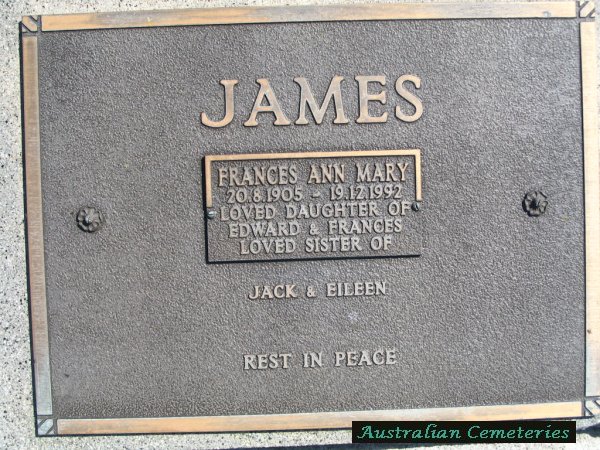 JAMES
FRANCES ANN MARY
20.8.1905 - 19.12.1992
LOVED DAUGHTER OF
EDWARD & FRANCES
LOVED SISTER OF
JACK & EILEEN
REST IN PEACE
Australian Cemeteries